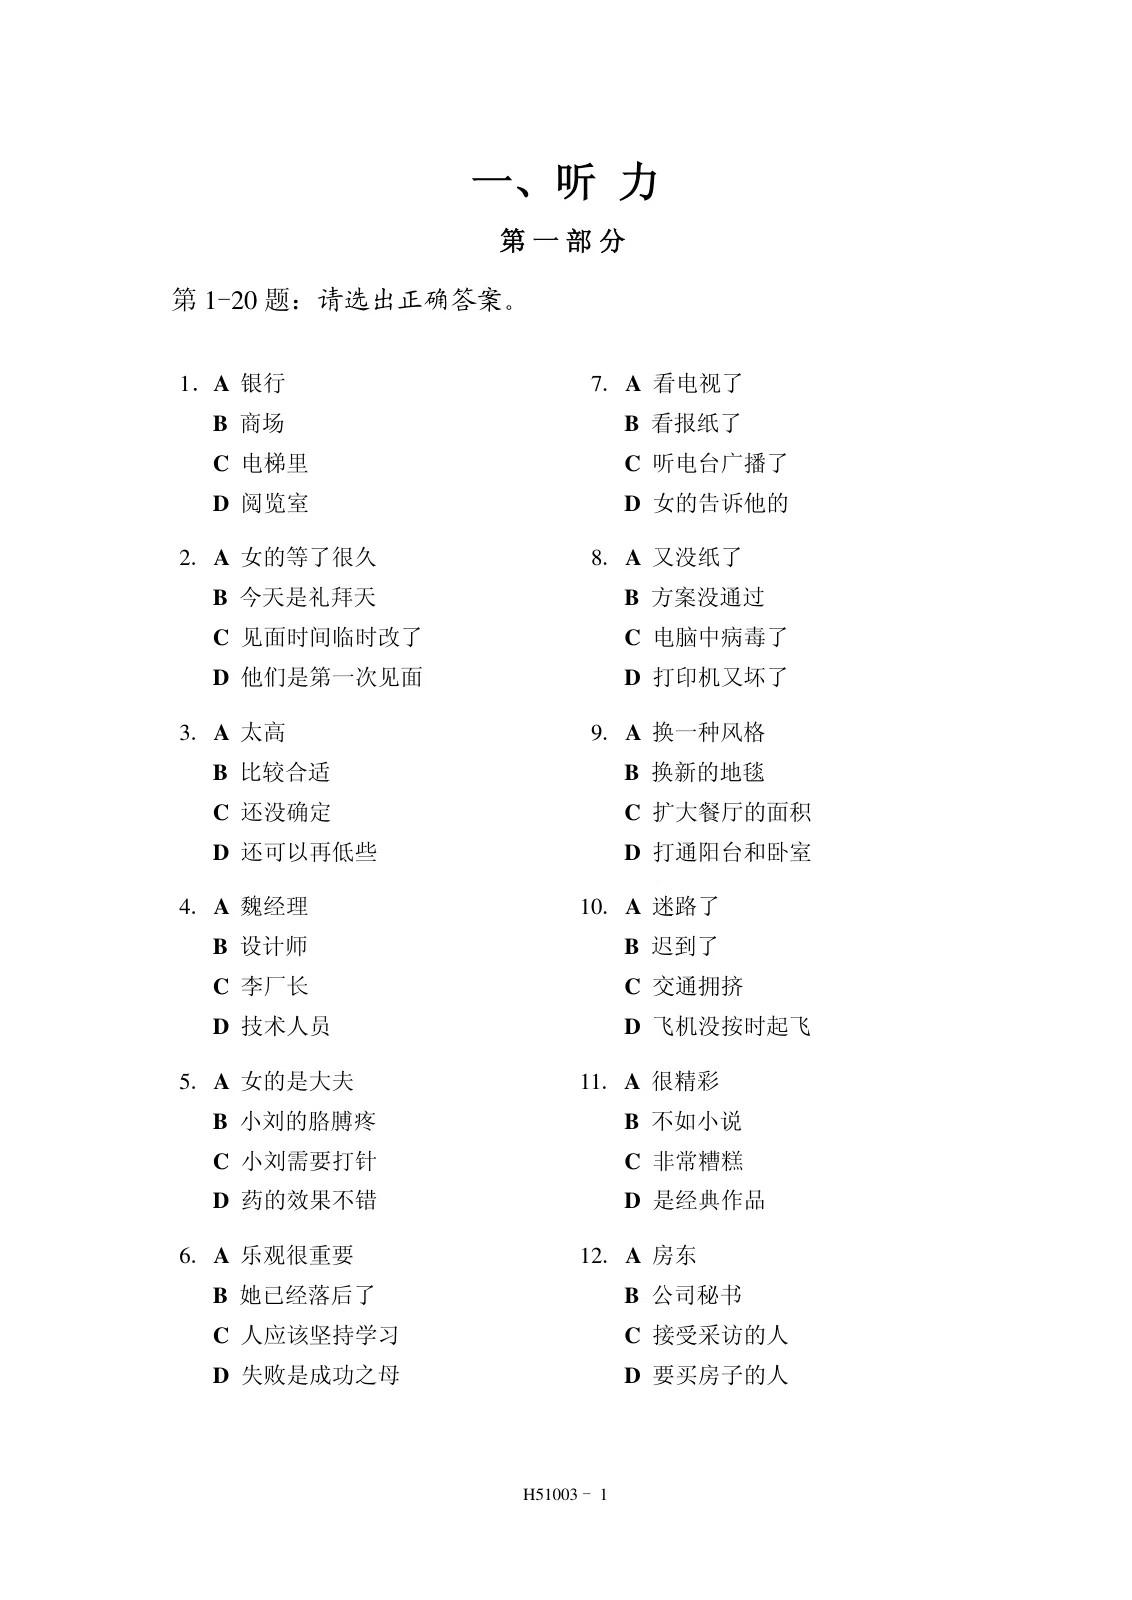 一、听 力
第 一 部 分
第 1-20 题：请选出正确答案。
1. A 银行
B 商场
C 电梯里
D 阅览室
2. A 女的等了很久
B 今天是礼拜天
C 见面时间临时改了
D 他们是第一次见面
3. A 太高
B 比较合适
C 还没确定
D 还可以再低些
4. A 魏经理
B 设计师
C 李厂长
D 技术人员
5. A 女的是大夫
B 小刘的胳膊疼
C 小刘需要打针
D 药的效果不错
6. A 乐观很重要
B 她已经落后了
C 人应该坚持学习
D 失败是成功之母
7. A 看电视了
B 看报纸了
C 听电台广播了
D 女的告诉他的
8. A 又没纸了
B 方案没通过
C 电脑中病毒了
D 打印机又坏了
9. A 换一种风格
B 换新的地毯
C 扩大餐厅的面积
D 打通阳台和卧室
10. A 迷路了
B 迟到了
C 交通拥挤
D 飞机没按时起飞
11. A 很精彩
B 不如小说
C 非常糟糕
D 是经典作品
12. A 房东
B 公司秘书
C 接受采访的人
D 要买房子的人
H51003 - 1